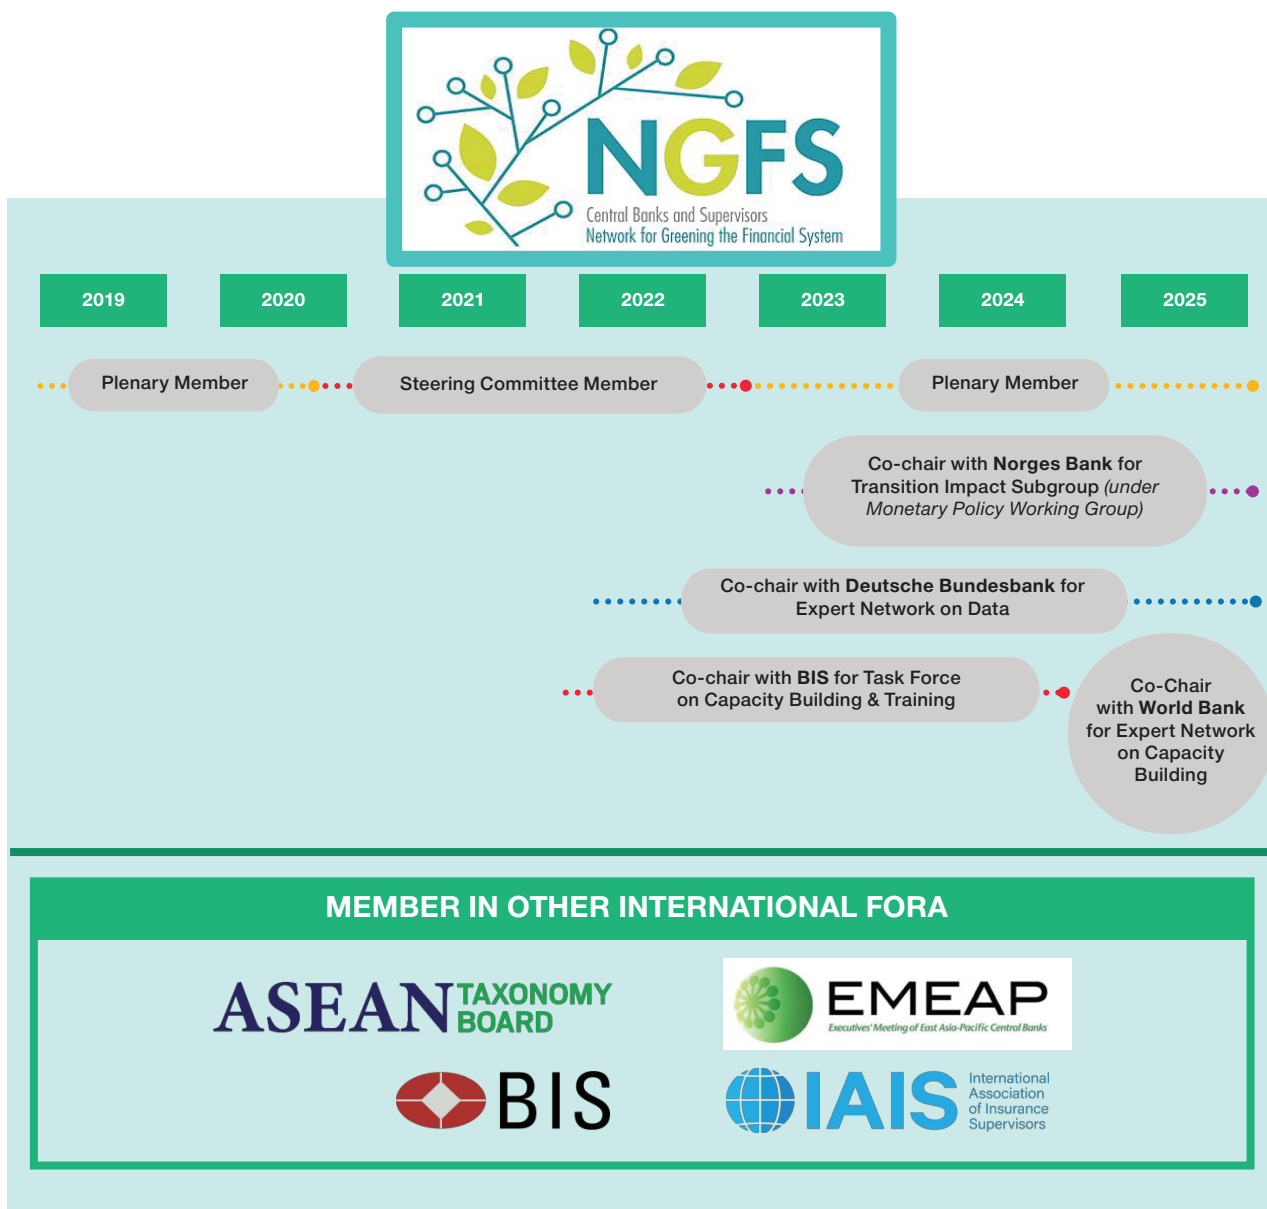 NGFS
Central Banks and Supervisors
Network for Greening the Financial System
2019
2020
2021
2022
2023
2024
2025
Plenary Member
Steering Committee Member
Plenary Member
Co-chair with Norges Bank for
Transition Impact Subgroup (under
Monetary Policy Working Group)
Co-chair with Deutsche Bundesbank for
Expert Network on Data
Co-chair with BIS for Task Force
on Capacity Building & Training
Co-Chair
with World Bank
for Expert Network
on Capacity
Building
MEMBER IN OTHER INTERNATIONAL FORA
ASEAN TAXONOMY
BOARD
EMEAP
Executives' Meeting of East Asia-Pacific Central Banks
BIS
IAIS
International
Association
of Insurance
Supervisors